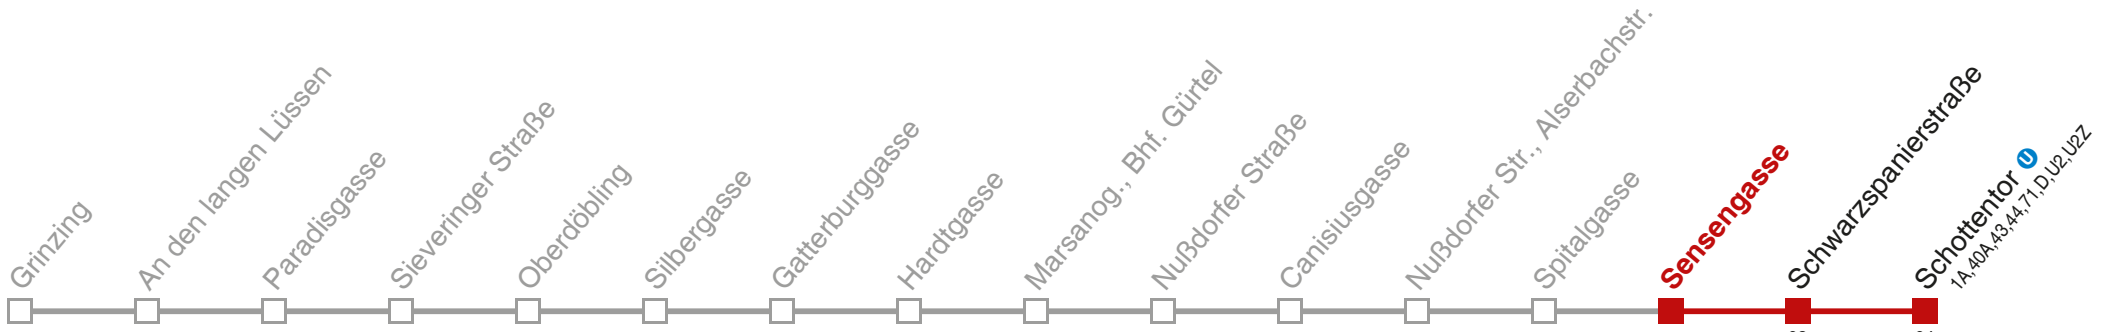 Grinzing
An den langen Lüssen
Paradisgasse
Sieveringer Straße
Oberdöbling
Silbergasse
Gatterburggasse
Hardtgasse
Marsanog., Bhf. Gürtel
Nußdorfer Straße
Canisiusgasse
Nußdorfer Str., Alserbachstr.
Spitalgasse
Sensengasse
Schwarzspanierstraße
Schottentor U
1A,40A,43,44,71,D,U2,U2Z